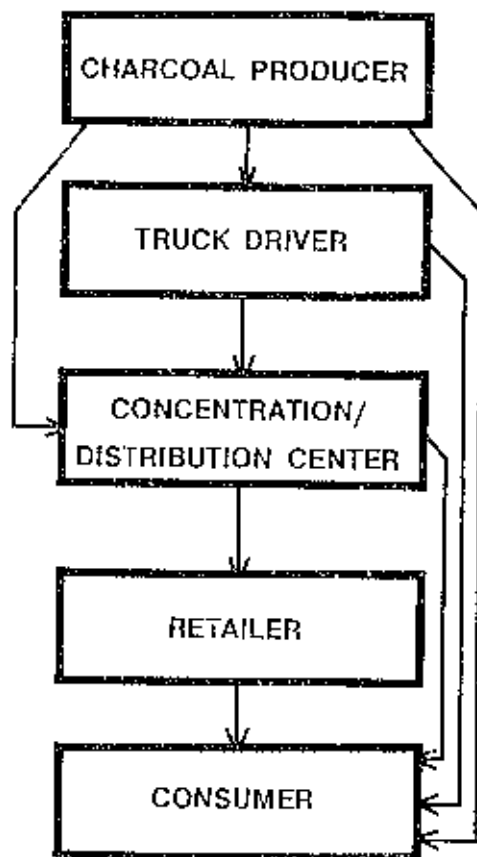 CHARCOAL PRODUCER
TRUCK DRIVER
CONCENTRATION/
DISTRIBUTION CENTER
RETAILER
CONSUMER